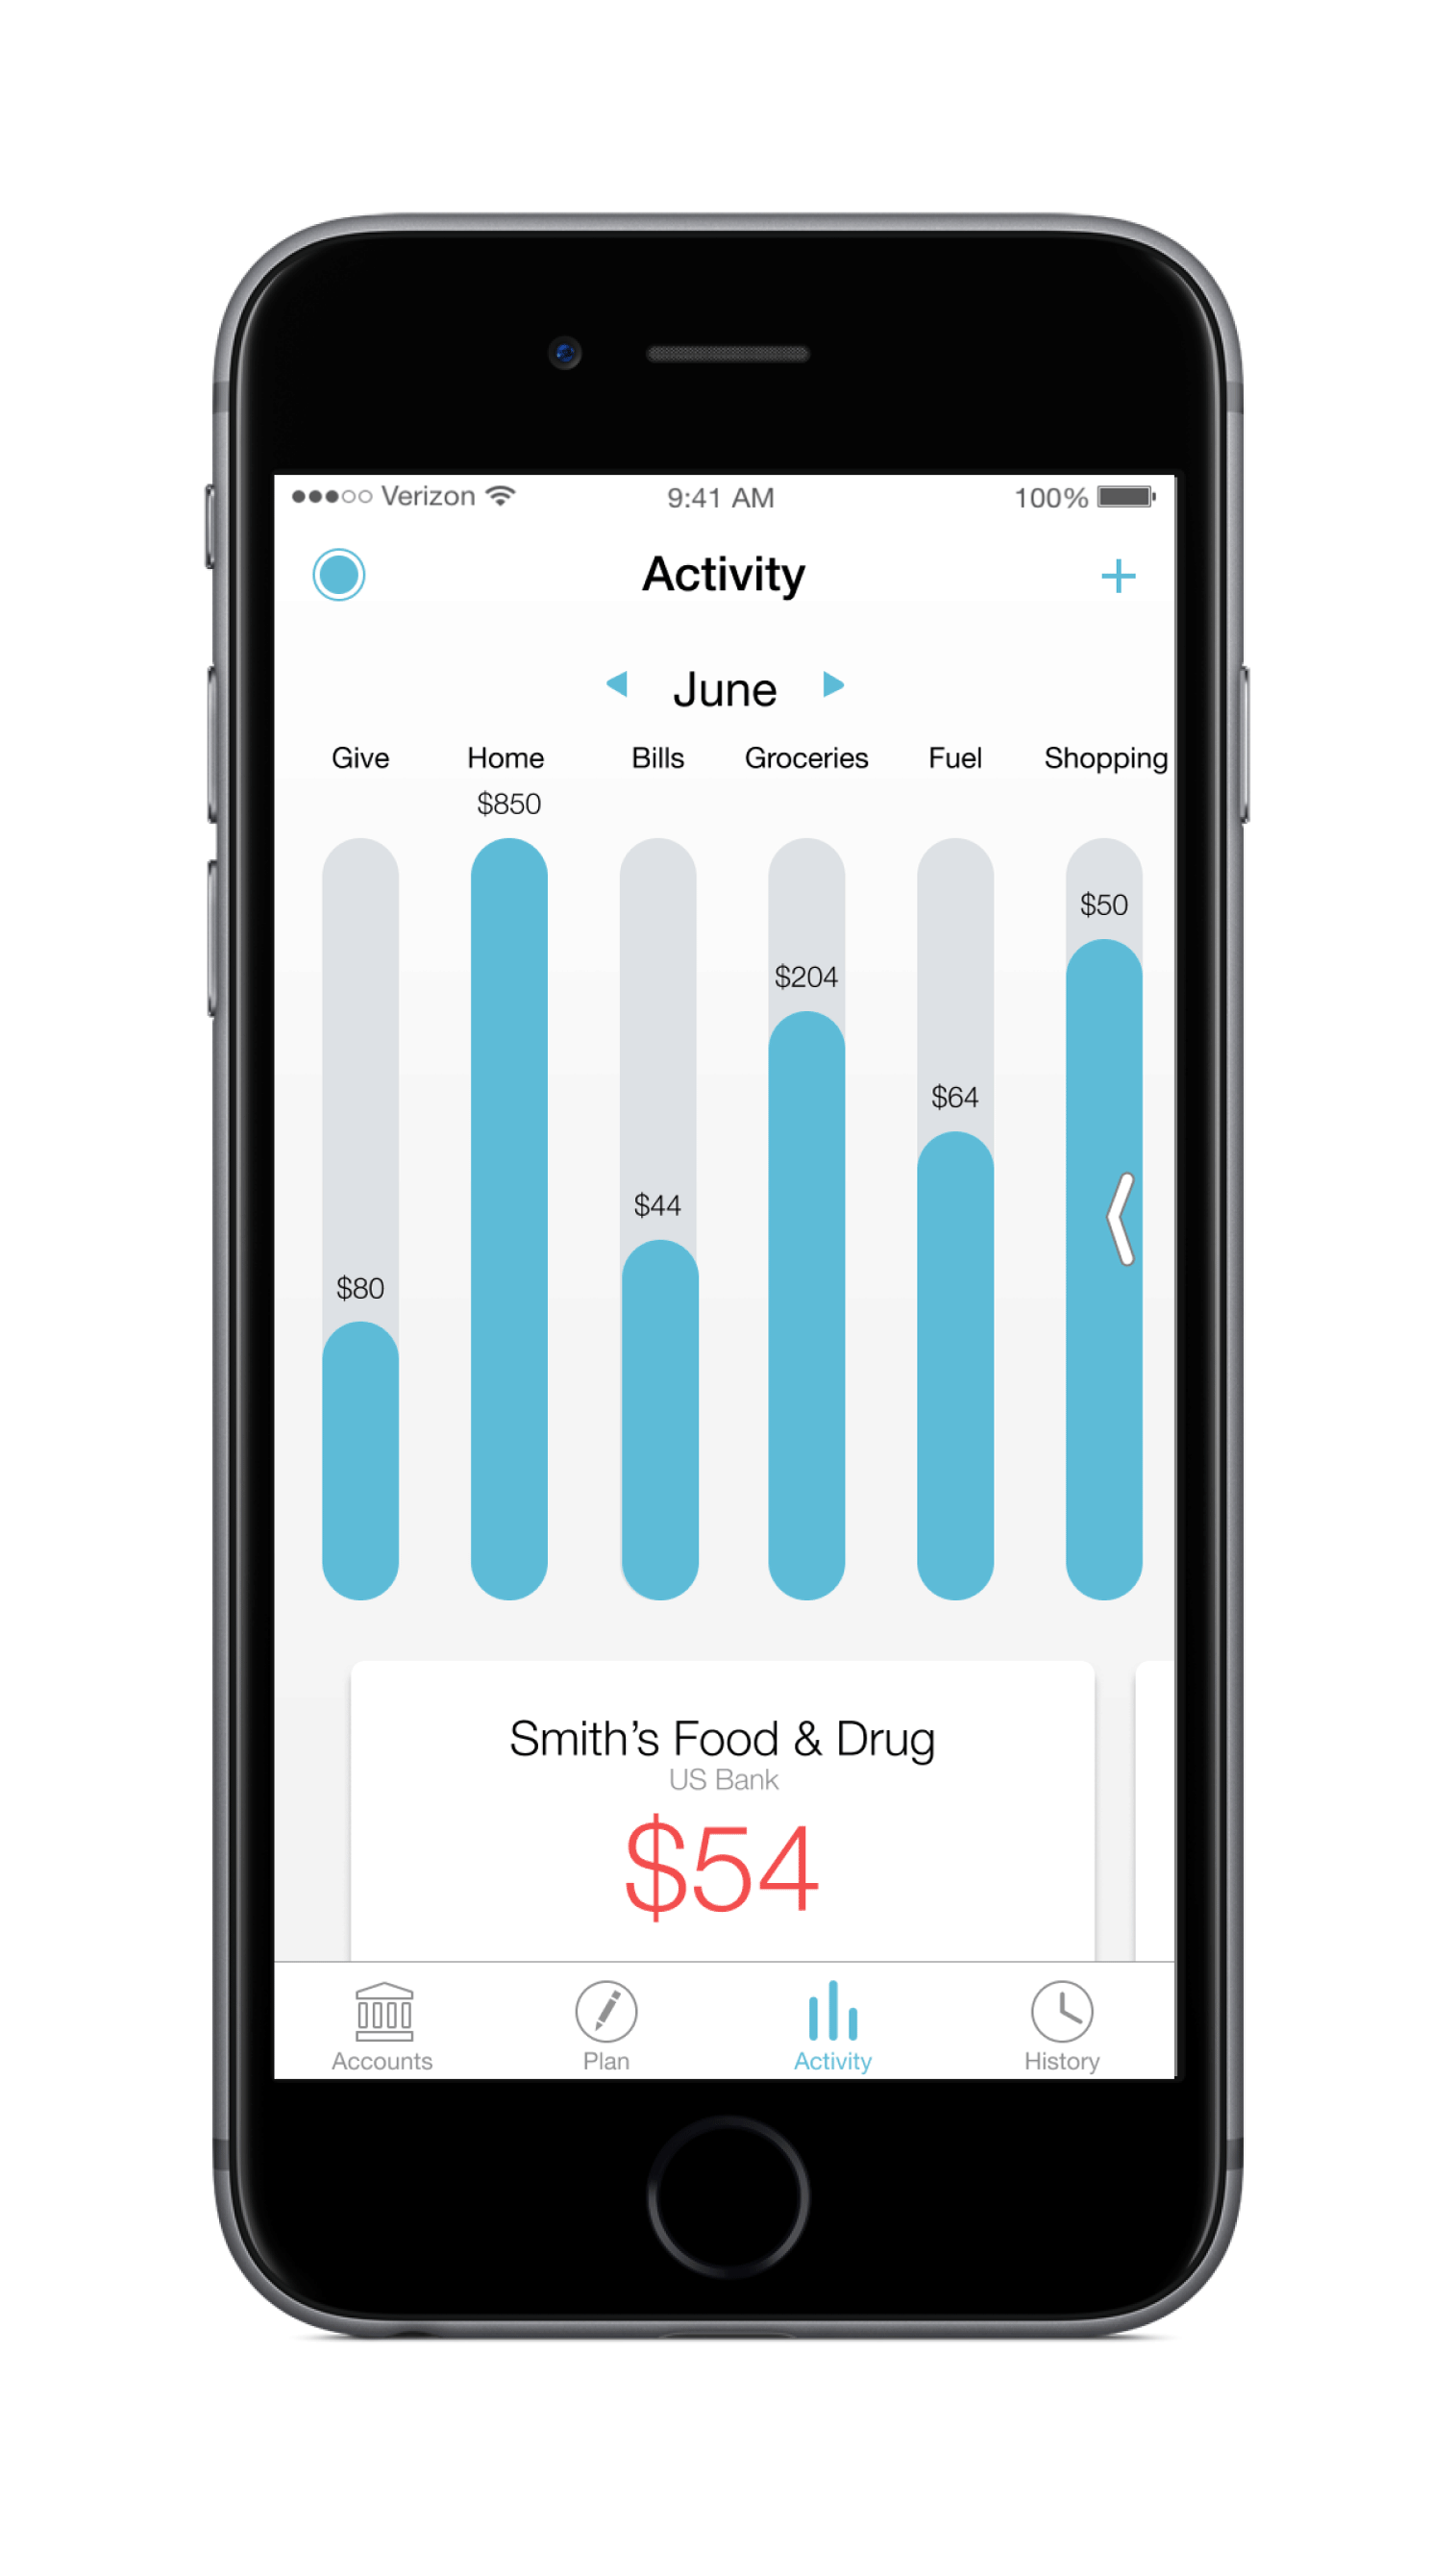 Verizon 9:41 AM 100%
Activity
June
Give Home Bills Groceries Fuel Shopping
$850
$50
$204
$64
$44
$80
Smith’s Food & Drug
US Bank
$54
Accounts Plan Activity History